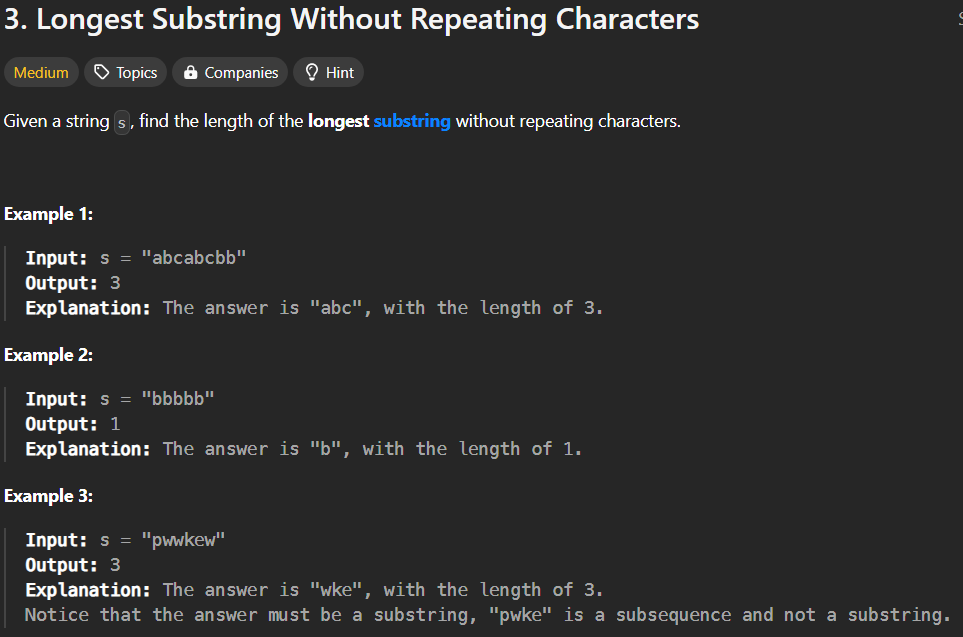 3. Longest Substring Without Repeating Characters
Medium Topics Companies Hint
Given a string s, find the length of the longest substring without repeating characters.
Example 1:
Input: s = "abcabcbb"
Output: 3
Explanation: The answer is "abc", with the length of 3.
Example 2:
Input: s = "bbbbb"
Output: 1
Explanation: The answer is "b", with the length of 1.
Example 3:
Input: s = "pwwkew"
Output: 3
Explanation: The answer is "wke", with the length of 3.
Notice that the answer must be a substring, "pwke" is a subsequence and not a substring.